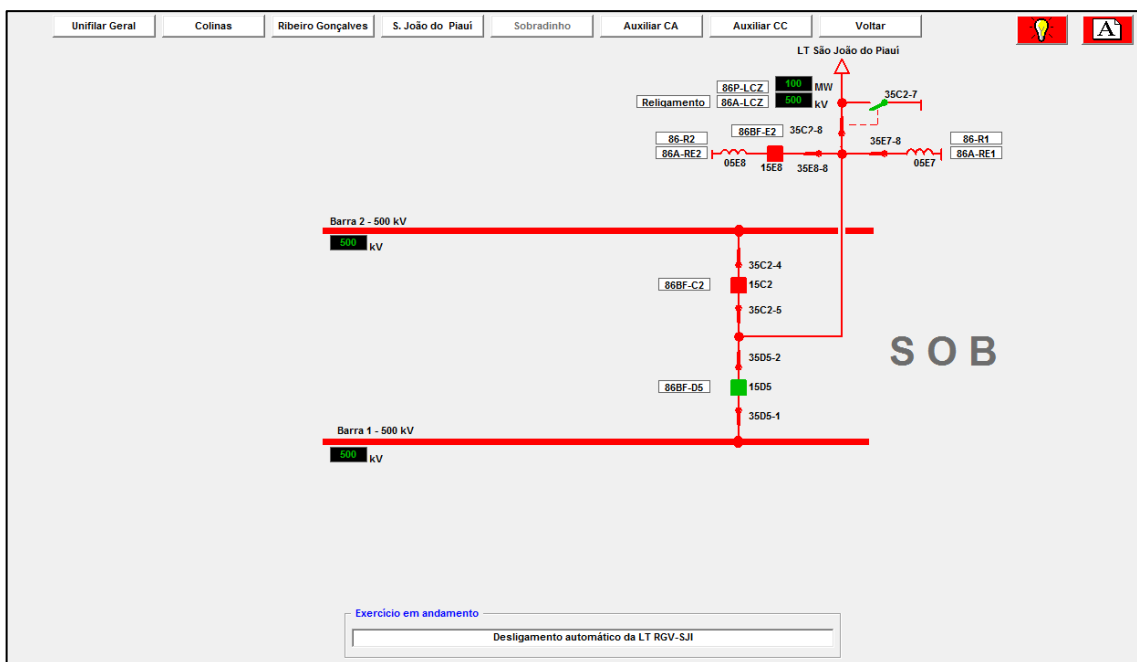 Unifilar Geral Colinas Ribeiro Gonçalves S. João do Piauí Sobradinho Auxiliar CA Auxiliar CC Voltar
A
LT São João do Piauí
86P-LCZ 100 MW
35C2-7
Religamento 86A-LCZ 500 kV
86BF-E2 35C2-8
86-R2 35E7-8 86-R1
86A-RE2 86A-RE1
05E8 15E8 35E8-8 05E7
Barra 2 - 500 kV
500 kV
35C2-4
86BF-C2 15C2
35C2-5
S O B
35D5-2
86BF-D5 15D5
35D5-1
Barra 1 - 500 kV
500 kV
Exercício em andamento
Desligamento automático da LT RGV-SJI